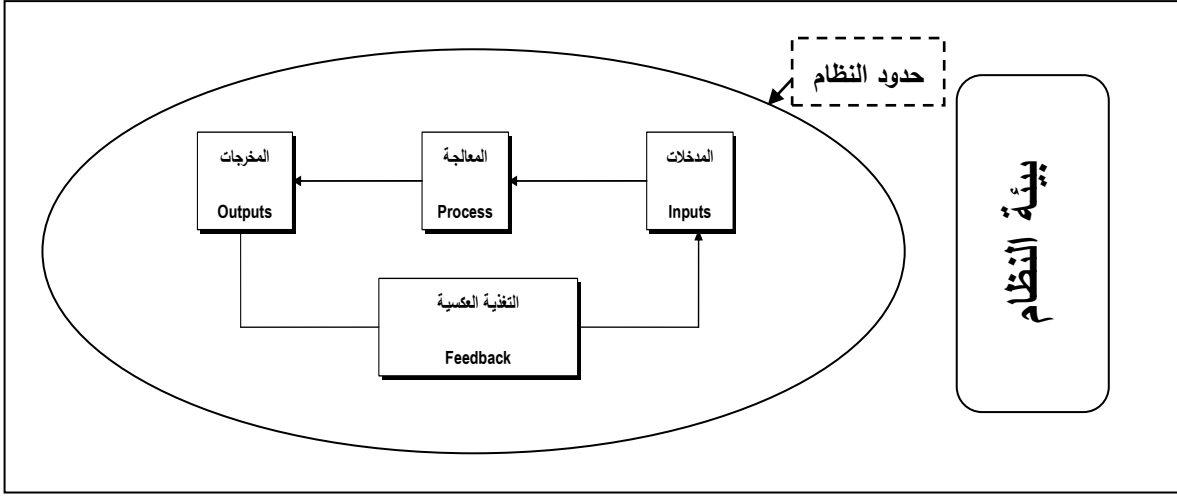 حدود النظام
بيئة النظام
المدخلات
Inputs
المعالجة
Process
المخرجات
Outputs
التغذية العكسية
Feedback